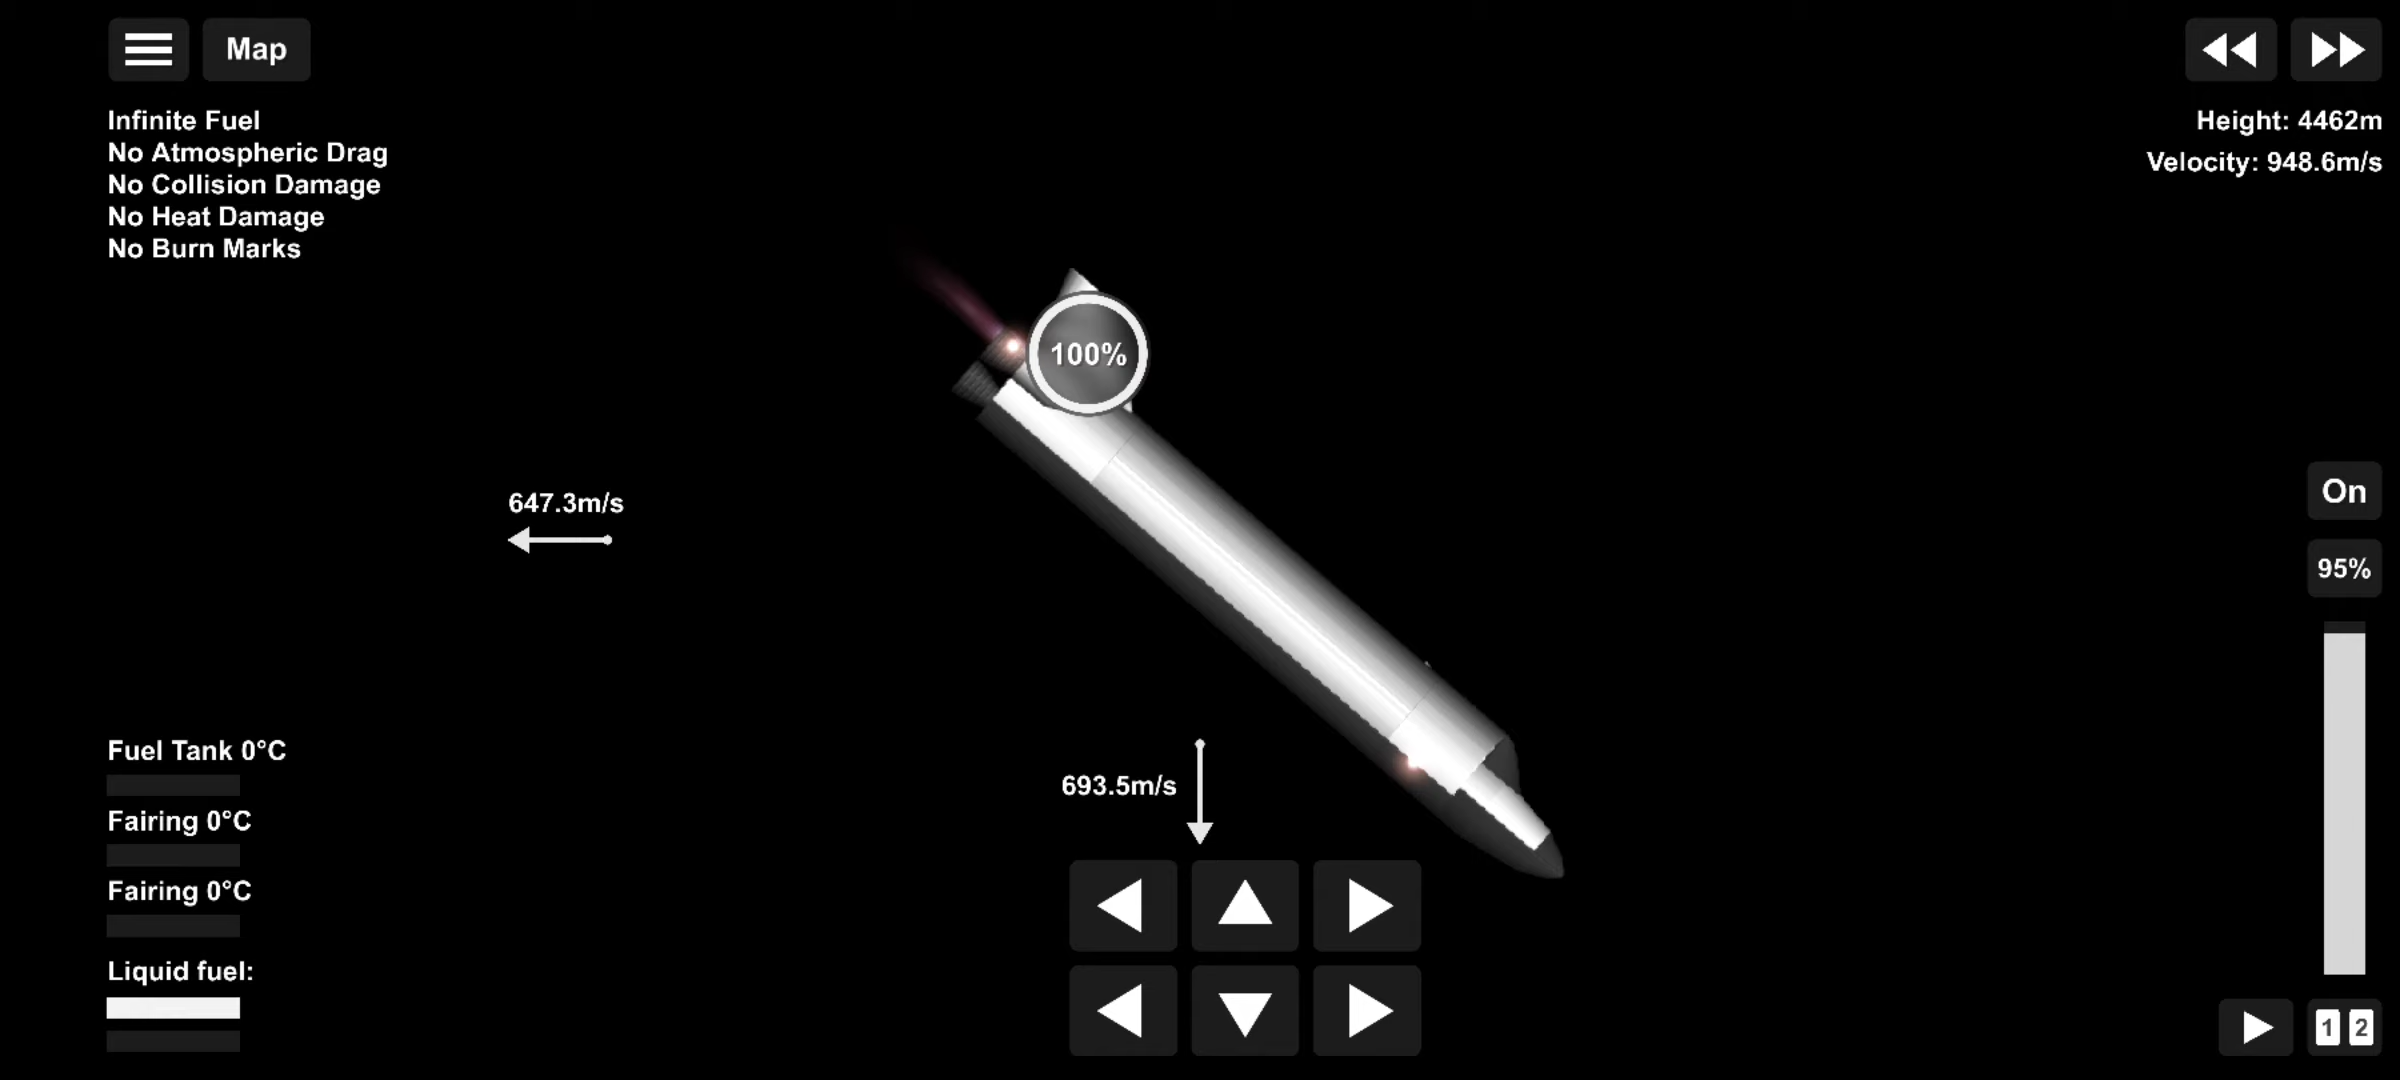 Map
Infinite Fuel
No Atmospheric Drag
No Collision Damage
No Heat Damage
No Burn Marks
Height: 4462m
Velocity: 948.6m/s
100%
647.3m/s
693.5m/s
On
95%
Fuel Tank 0°C
Fairing 0°C
Fairing 0°C
Liquid fuel:
1 2